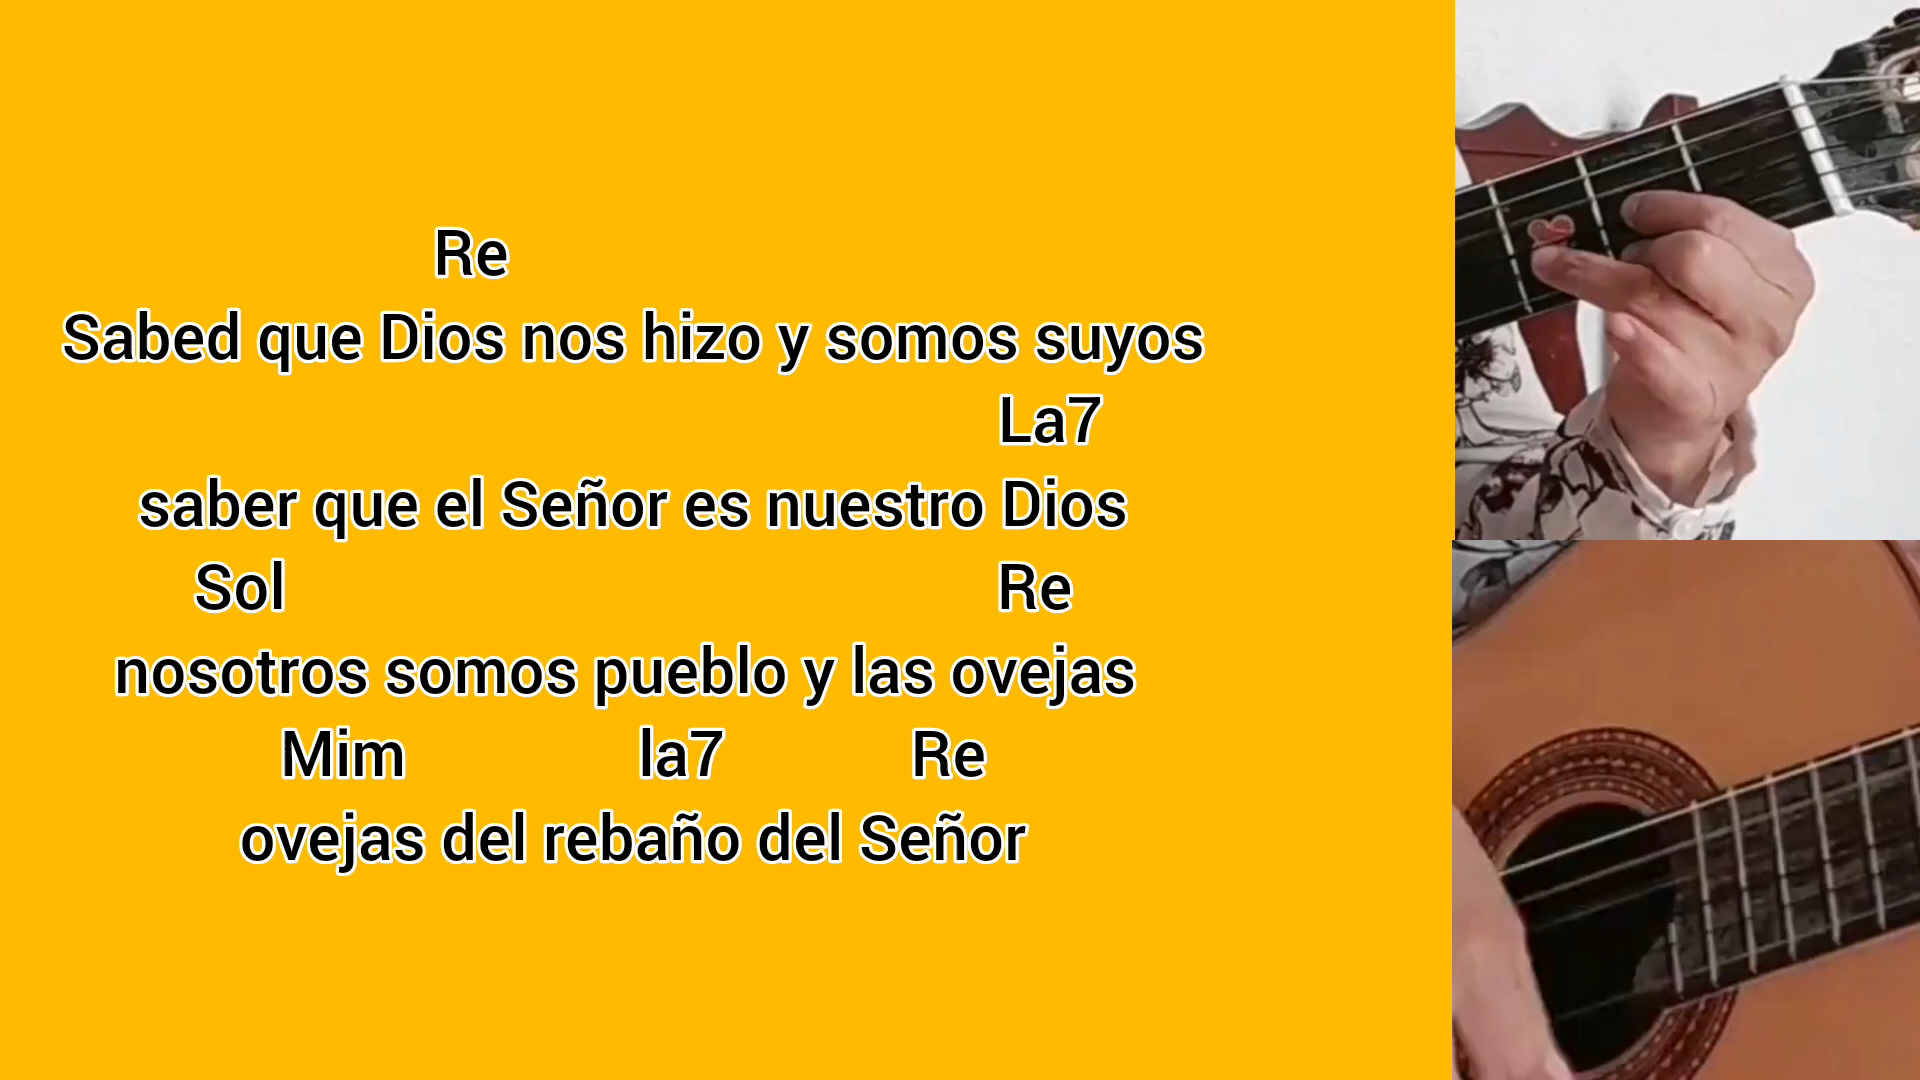 Re
Sabed que Dios nos hizo y somos suyos
La7
saber que el Señor es nuestro Dios
Sol Re
nosotros somos pueblo y las ovejas
Mim la7 Re
ovejas del rebaño del Señor